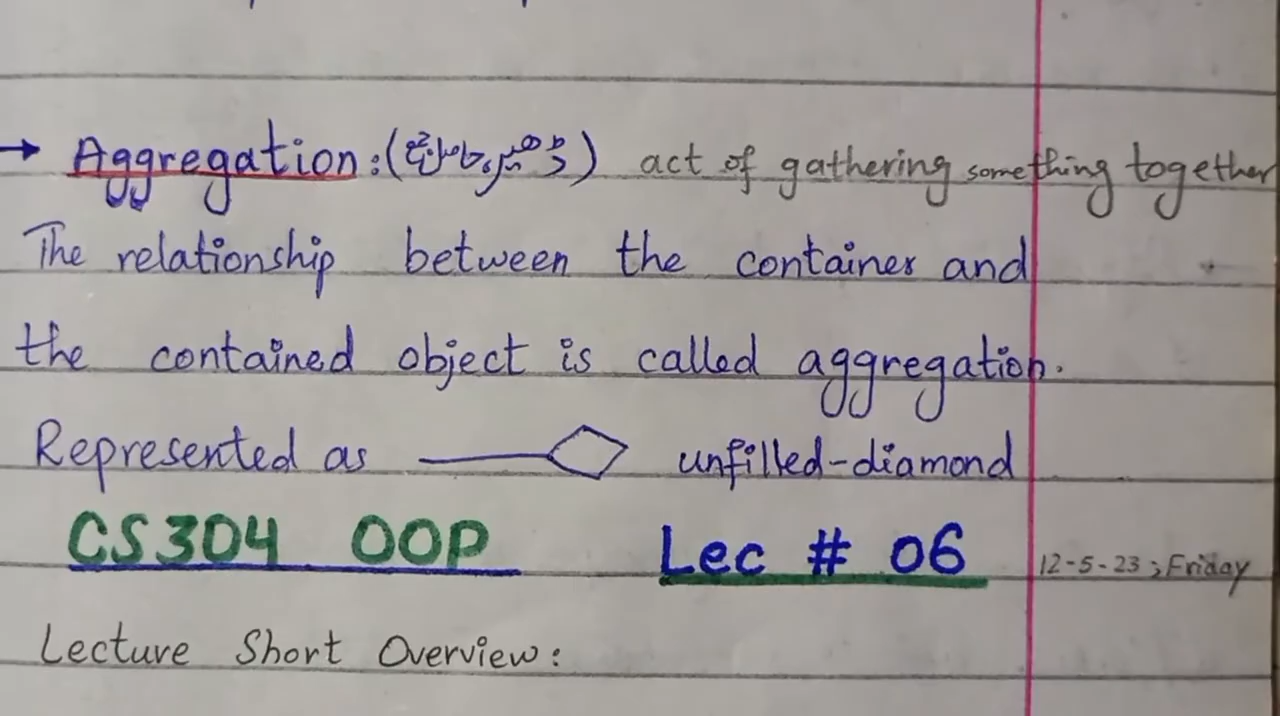 → Aggregation:( ) act of gathering something together
The relationship between the container and
the contained object is called aggregation.
Represented as unfilled-diamond
CS304 OOP Lec # 06 12-5-23, Friday
Lecture Short Overview: